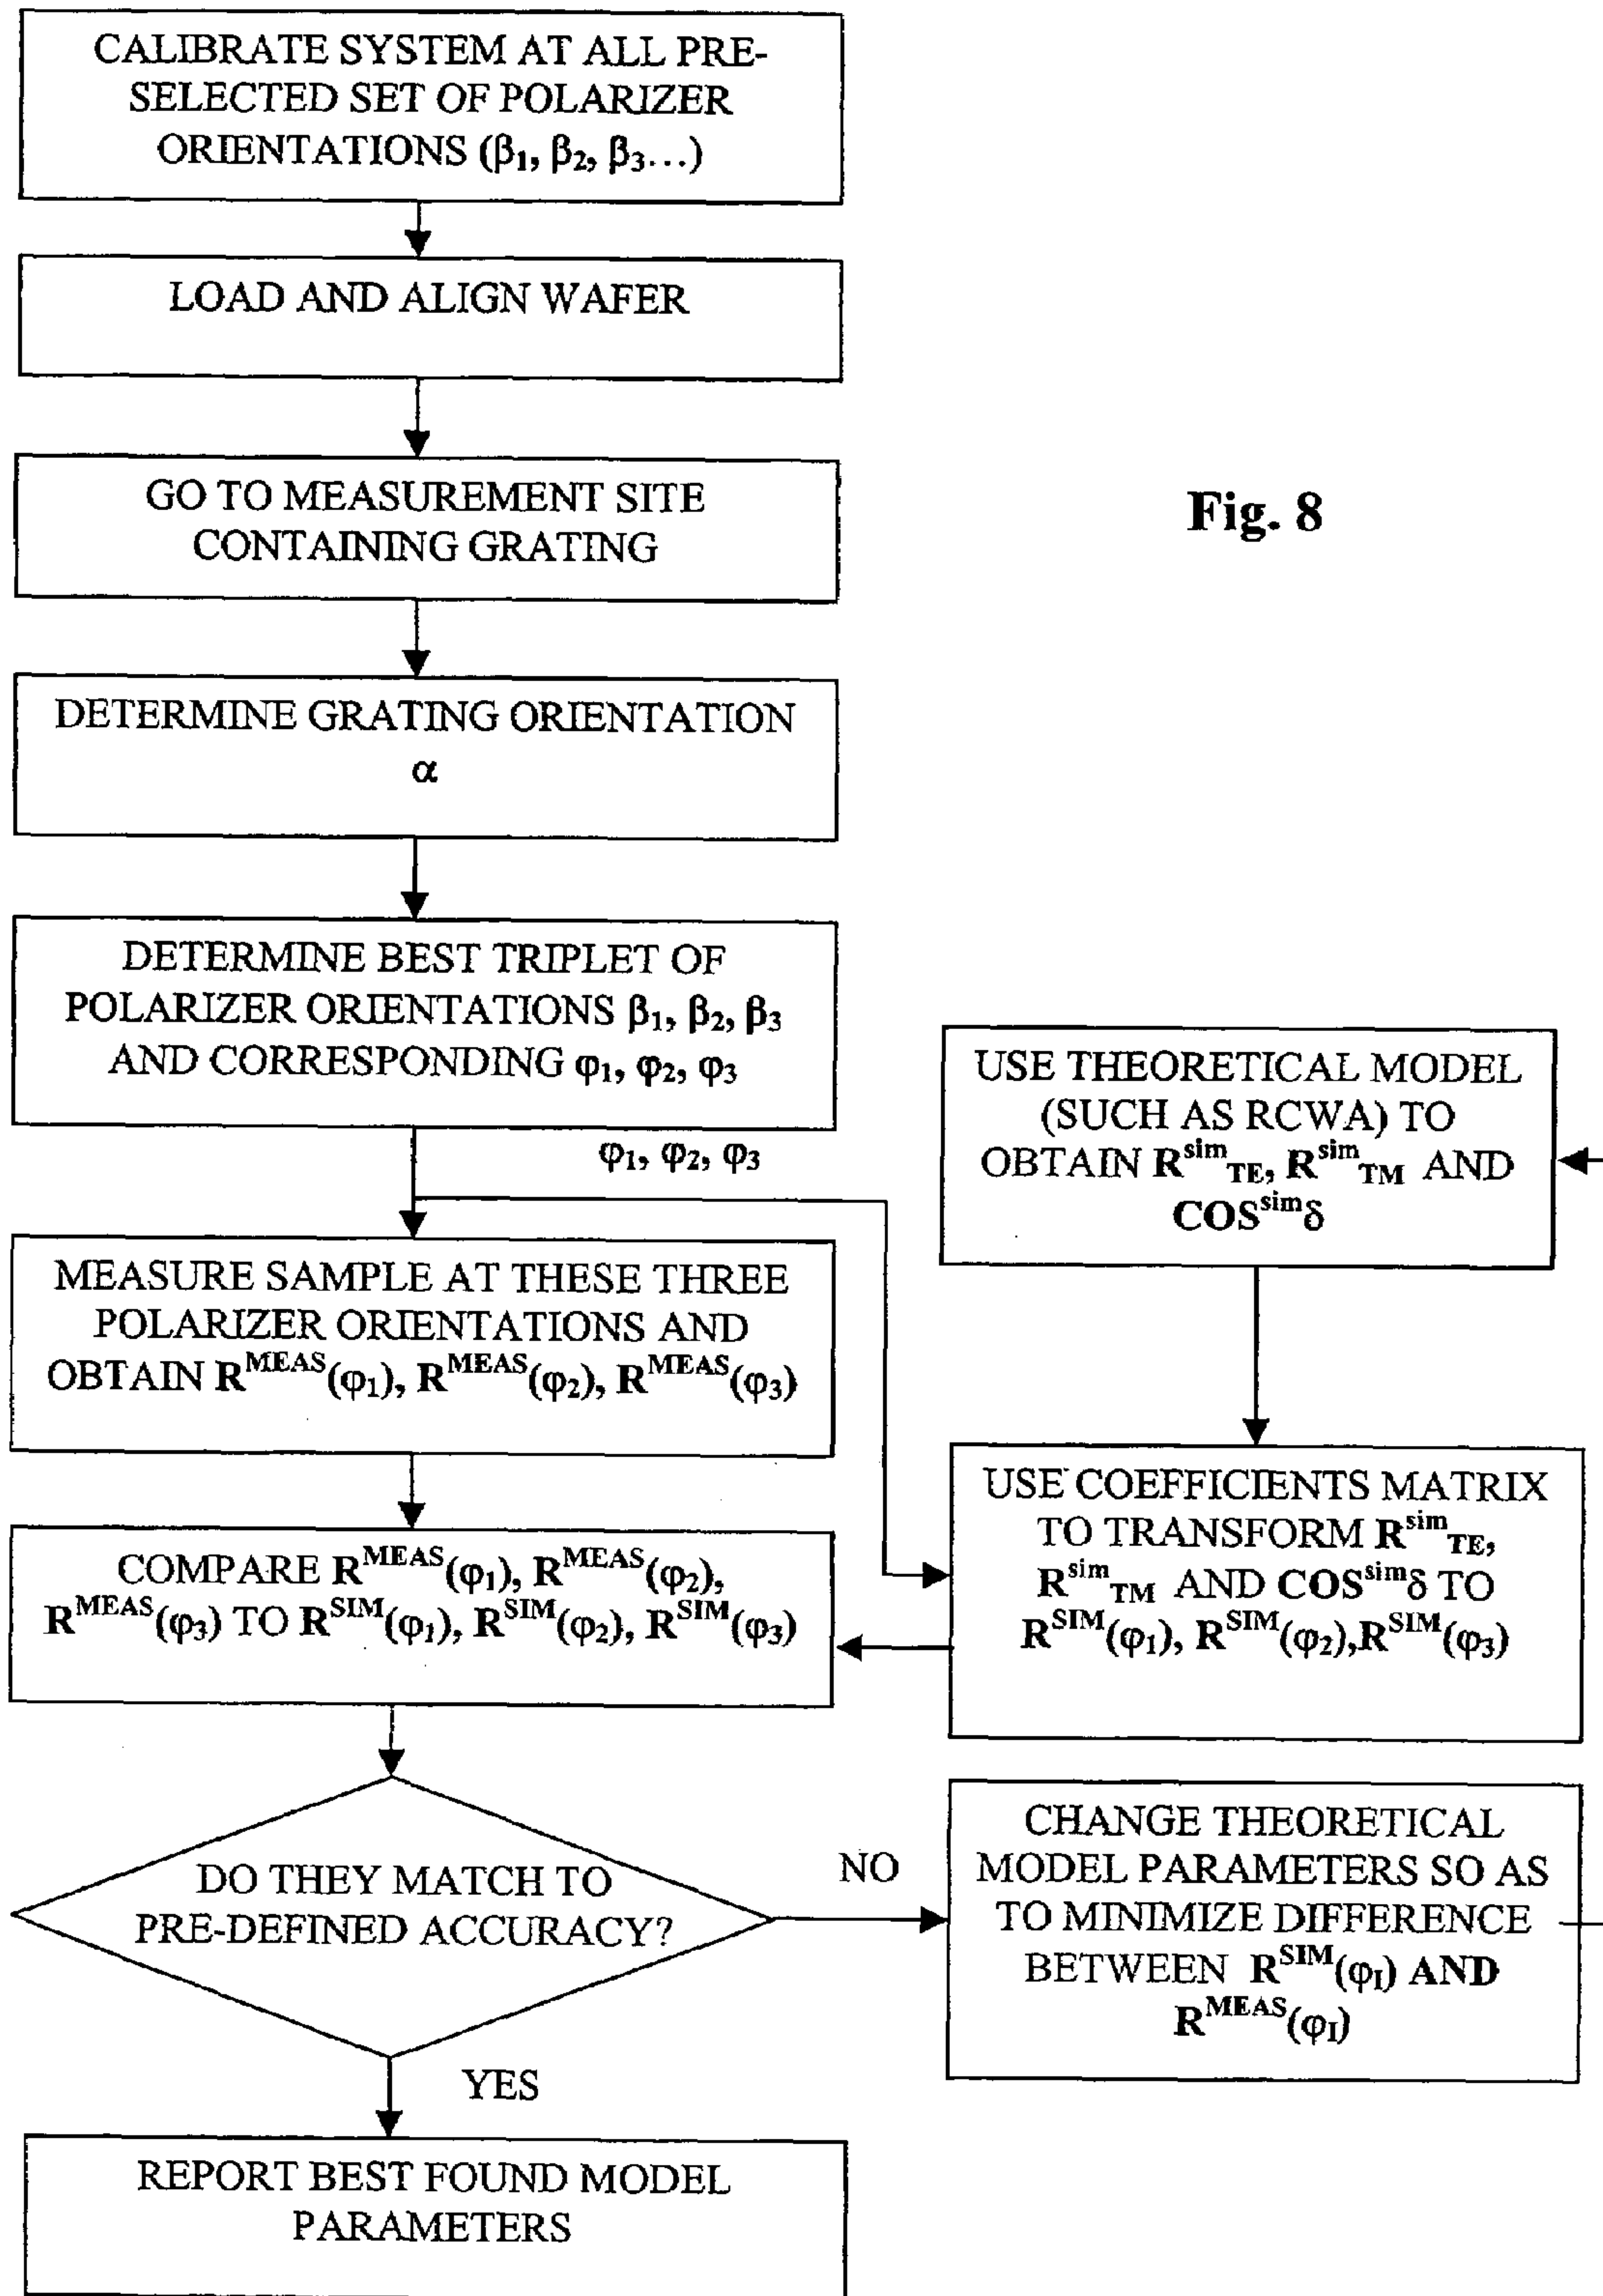 CALIBRATE SYSTEM AT ALL PRE-
SELECTED SET OF POLARIZER
ORIENTATIONS (β₁, β₂, β₃...)
LOAD AND ALIGN WAFER
GO TO MEASUREMENT SITE
CONTAINING GRATING
Fig. 8
DETERMINE GRATING ORIENTATION
α
DETERMINE BEST TRIPLET OF
POLARIZER ORIENTATIONS β₁, β₂, β₃
AND CORRESPONDING φ₁, φ₂, φ₃
φ₁, φ₂, φ₃
MEASURE SAMPLE AT THESE THREE
POLARIZER ORIENTATIONS AND
OBTAIN R^MEAS(φ₁), R^MEAS(φ₂), R^MEAS(φ₃)
USE THEORETICAL MODEL
(SUCH AS RCWA) TO
OBTAIN R^sim_TE, R^sim_TM AND
COS^simδ
USE COEFFICIENTS MATRIX
TO TRANSFORM R^sim_TE,
R^sim_TM AND COS^simδ TO
R^SIM(φ₁), R^SIM(φ₂),R^SIM(φ₃)
COMPARE R^MEAS(φ₁), R^MEAS(φ₂),
R^MEAS(φ₃) TO R^SIM(φ₁), R^SIM(φ₂), R^SIM(φ₃)
DO THEY MATCH TO
PRE-DEFINED ACCURACY?
NO
CHANGE THEORETICAL
MODEL PARAMETERS SO AS
TO MINIMIZE DIFFERENCE
BETWEEN R^SIM(φ_I) AND
R^MEAS(φ_I)
YES
REPORT BEST FOUND MODEL
PARAMETERS